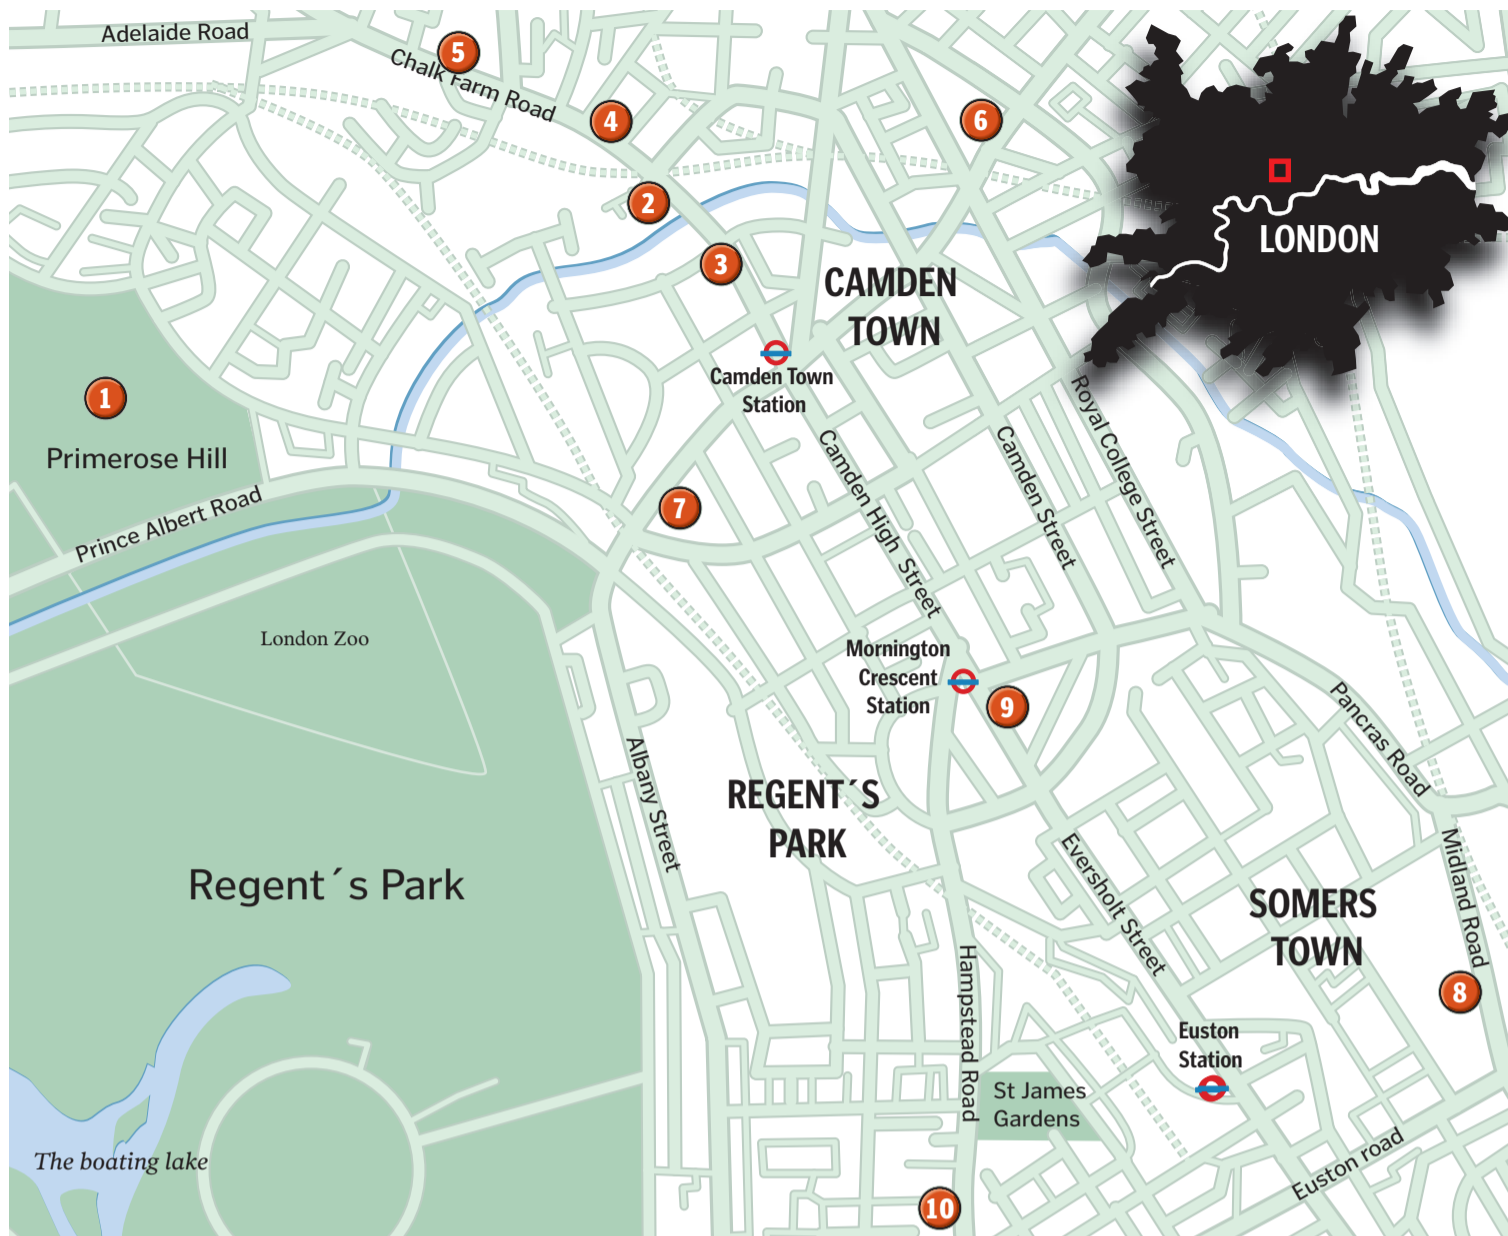 Adelaide Road
5
Chalk Farm Road
4
6
2
3
LONDON
CAMDEN
TOWN
Camden Town
Station
1
Primerose Hill
Prince Albert Road
7
Camden High Street
Camden Street
Royal College Street
London Zoo
Mornington
Crescent
Station
9
Pancras Road
Albany Street
REGENT´S
PARK
Regent´s Park
Eversholt Street
SOMERS
TOWN
Midland Road
8
Hampstead Road
Euston
Station
St James
Gardens
The boating lake
Euston road
10